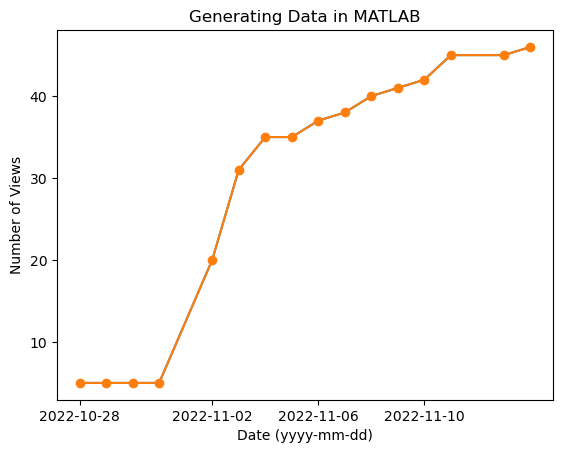 Generating Data in MATLAB
Number of Views
40
30
20
10
2022-10-28 2022-11-02 2022-11-06 2022-11-10
Date (yyyy-mm-dd)